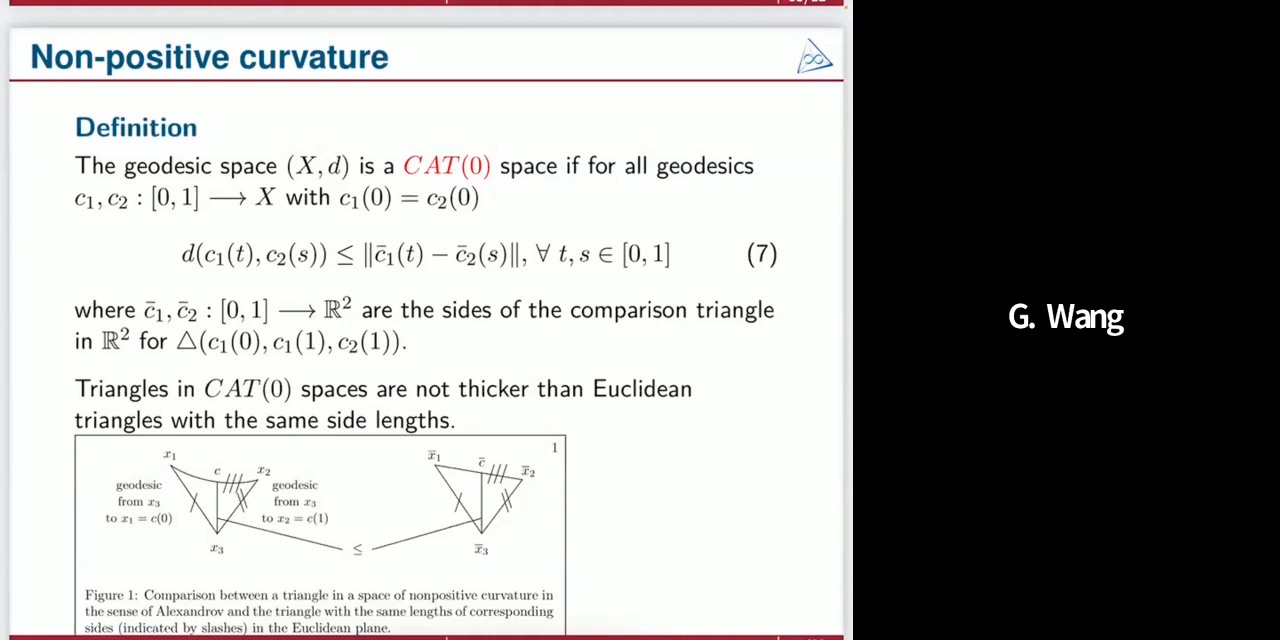 Non-positive curvature
Definition
The geodesic space (X, d) is a CAT(0) space if for all geodesics
c₁, c₂ : [0, 1] ⟶ X with c₁(0) = c₂(0)
d(c₁(t), c₂(s)) ≤ ‖c̄₁(t) − c̄₂(s)‖, ∀ t, s ∈ [0, 1] (7)
where c̄₁, c̄₂ : [0, 1] ⟶ ℝ² are the sides of the comparison triangle
in ℝ² for △(c₁(0), c₁(1), c₂(1)).
Triangles in CAT(0) spaces are not thicker than Euclidean
triangles with the same side lengths.
1
x₁
c
x₂
geodesic
from x₃
to x₁ = c(0)
geodesic
from x₃
to x₂ = c(1)
x₃
≤
x̄₁
c̄
x̄₂
x̄₃
Figure 1: Comparison between a triangle in a space of nonpositive curvature in
the sense of Alexandrov and the triangle with the same lengths of corresponding
sides (indicated by slashes) in the Euclidean plane.
G. Wang